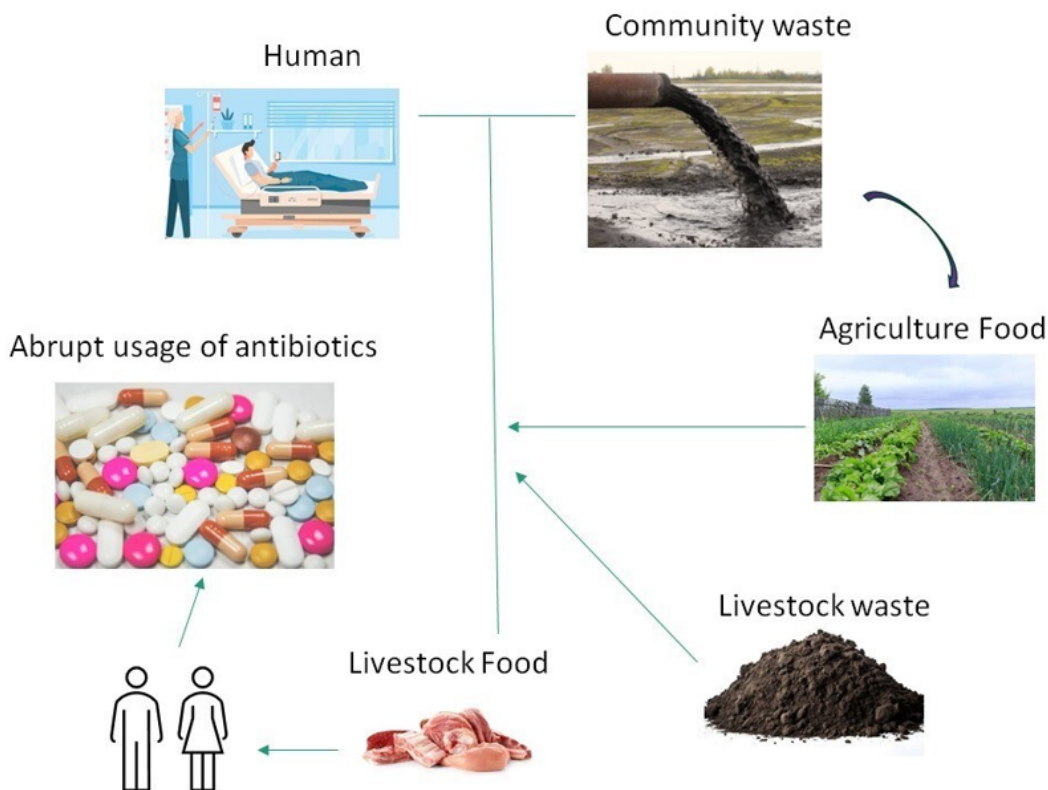 Community waste
Human
Agriculture Food
Abrupt usage of antibiotics
Livestock waste
Livestock Food